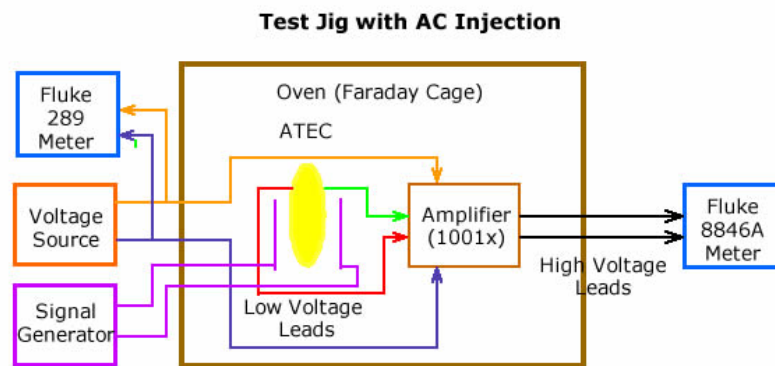 Test Jig with AC Injection
Fluke
289
Meter
Oven (Faraday Cage)
ATEC
Voltage
Source
Amplifier
(1001x)
Fluke
8846A
Meter
High Voltage
Leads
Signal
Generator
Low Voltage
Leads